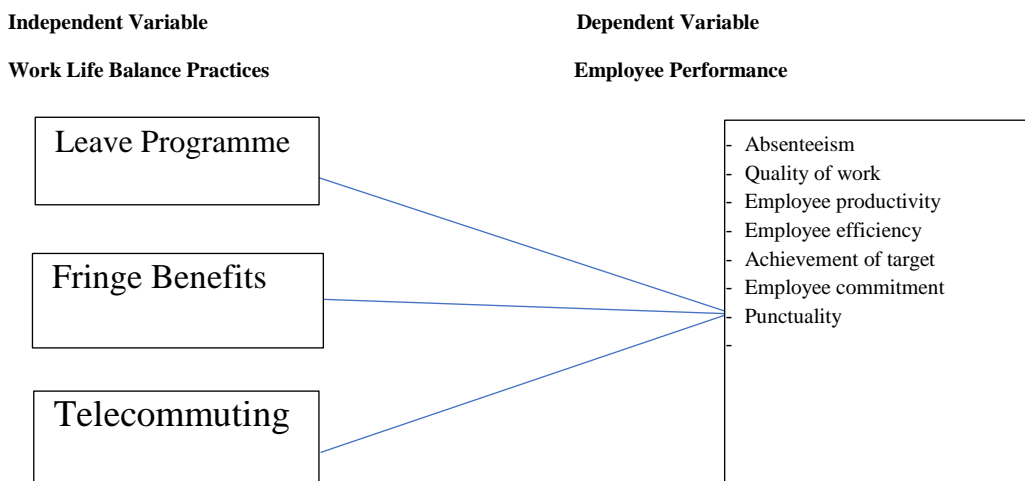 Independent Variable
Dependent Variable
Work Life Balance Practices
Employee Performance
Leave Programme
Fringe Benefits
Telecommuting
- Absenteeism
- Quality of work
- Employee productivity
- Employee efficiency
- Achievement of target
- Employee commitment
- Punctuality
-